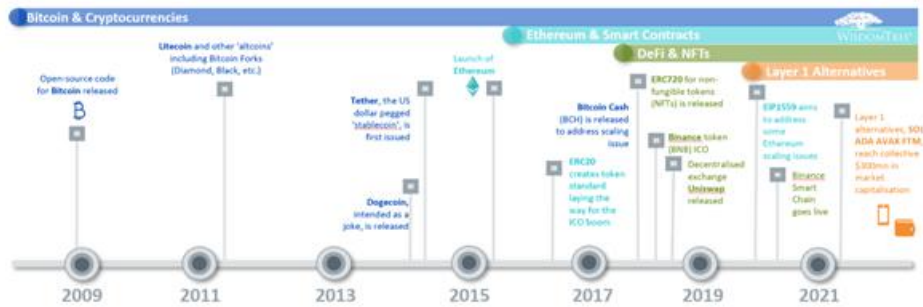 Bitcoin & Cryptocurrencies
WISDOMTREE
Ethereum & Smart Contracts
DeFi & NFTs
Layer 1 Alternatives
Open-source code
for Bitcoin released
Litecoin and other 'altcoins'
including Bitcoin Forks
(Diamond, Black, etc.)
Tether, the US
dollar pegged
'stablecoin', is
first issued
Dogecoin,
intended as a
joke, is released
Launch of
Ethereum
ERC20
creates token
standard
laying the
way for the
ICO boom
Bitcoin Cash
(BCH) is released
to address scaling
issue
ERC720 for non-
fungible tokens
(NFTs) is released
Binance token
(BNB) ICO
Decentralised
exchange
Uniswap
released
EIP1559 aims
to address
some
Ethereum
scaling issues
Binance
Smart
Chain
goes live
Layer 1
alternatives, SOL
ADA AVAX FTM,
reach collective
$300mn in
market
capitalisation
2009
2011
2013
2015
2017
2019
2021